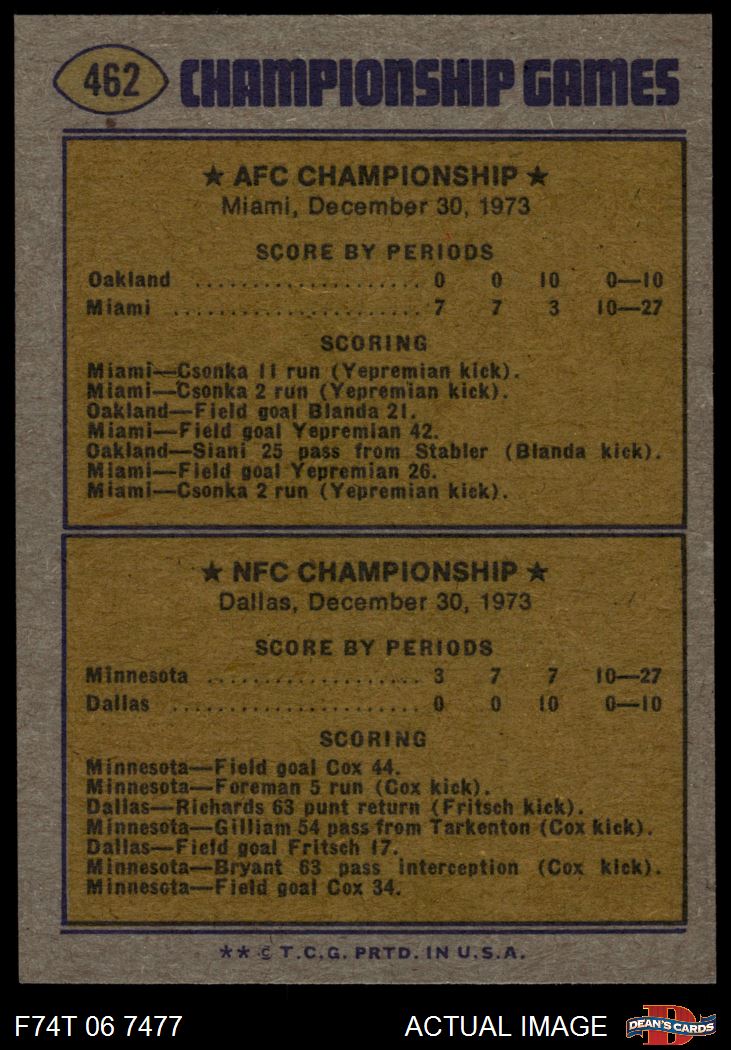 462 CHAMPIONSHIP GAMES
★ AFC CHAMPIONSHIP ★
Miami, December 30, 1973
SCORE BY PERIODS
Oakland .................... 0 0 10 0—10
Miami ...................... 7 7 3 10—27
SCORING
Miami—Csonka 11 run (Yepremian kick).
Miami—Csonka 2 run (Yepremian kick).
Oakland—Field goal Blanda 21.
Miami—Field goal Yepremian 42.
Oakland—Siani 25 pass from Stabler (Blanda kick).
Miami—Field goal Yepremian 26.
Miami—Csonka 2 run (Yepremian kick).
★ NFC CHAMPIONSHIP ★
Dallas, December 30, 1973
SCORE BY PERIODS
Minnesota ................... 3 7 7 10—27
Dallas ...................... 0 0 10 0—10
SCORING
Minnesota—Field goal Cox 44.
Minnesota—Foreman 5 run (Cox kick).
Dallas—Richards 63 punt return (Fritsch kick).
Minnesota—Gilliam 54 pass from Tarkenton (Cox kick).
Dallas—Field goal Fritsch 17.
Minnesota—Bryant 63 pass interception (Cox kick).
Minnesota—Field goal Cox 34.
** © T.C.G. PRTD. IN U.S.A.
F74T 06 7477 ACTUAL IMAGE DEAN'S CARDS